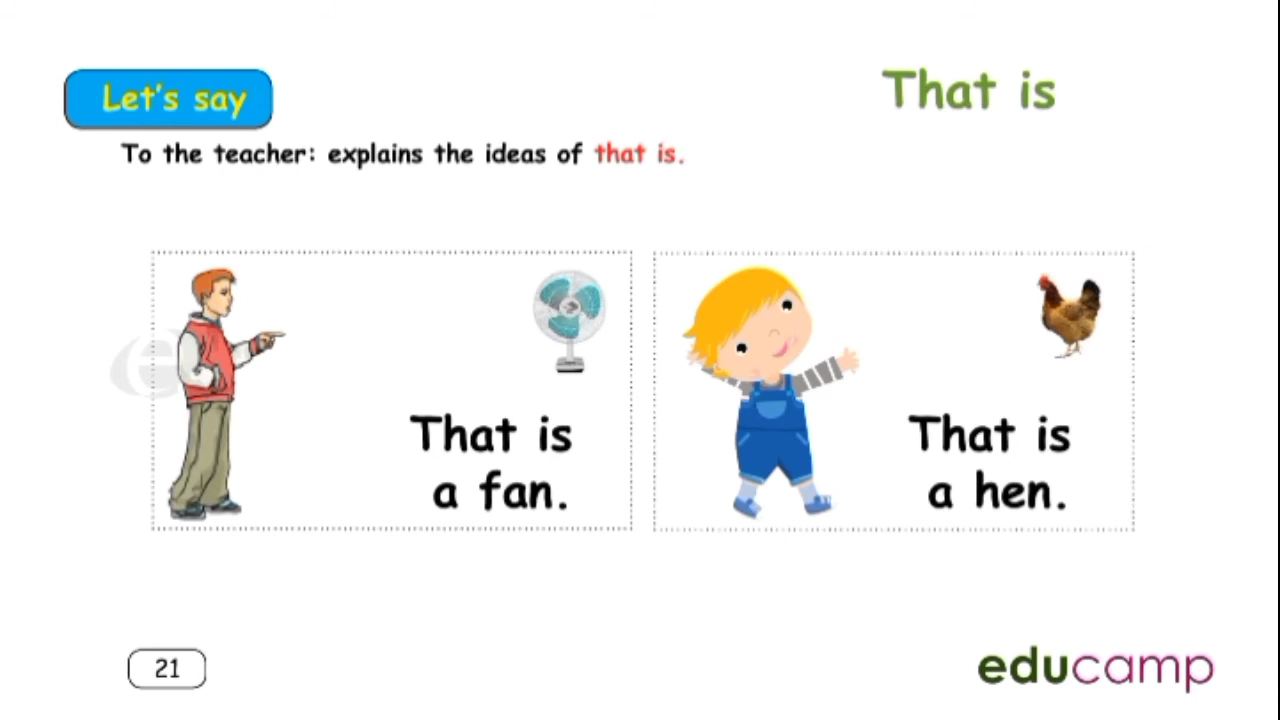 Let's say
That is
To the teacher: explains the ideas of that is.
That is
a fan.
That is
a hen.
21
educamp